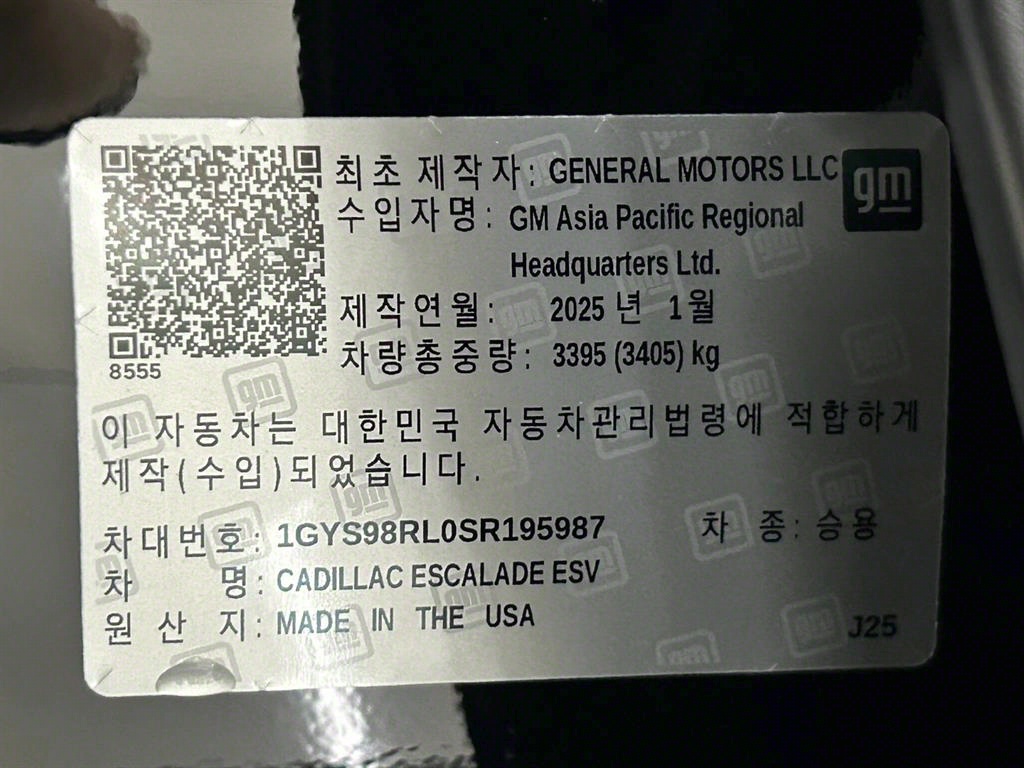 최초 제작자: GENERAL MOTORS LLC
gm
수입자명: GM Asia Pacific Regional
Headquarters Ltd.
제작연월: 2025 년 1 월
차량총중량: 3395 (3405) kg
8555
이 자동차는 대한민국 자동차관리법령에 적합하게
제작(수입)되었습니다.
차대번호: 1GYS98RL0SR195987 차 종: 승용
차 명: CADILLAC ESCALADE ESV
원 산 지: MADE IN THE USA
J25